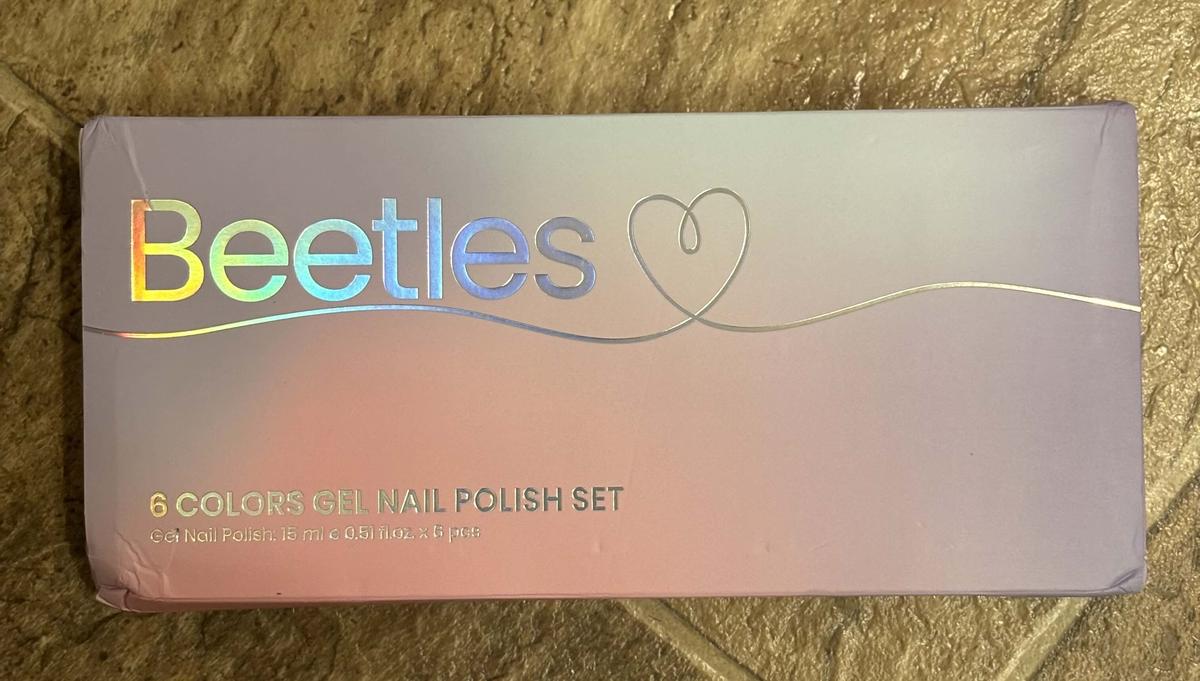 Beetles
6 COLORS GEL NAIL POLISH SET
Gel Nail Polish: 15 ml e 0.51 fl.oz. x 6 pcs